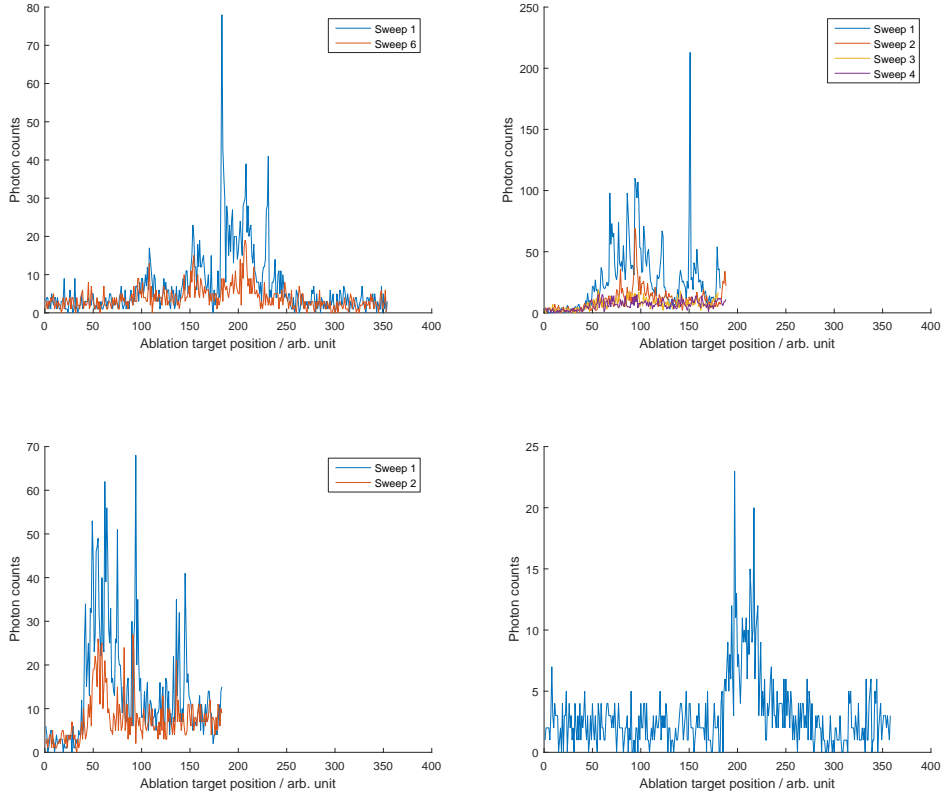 80
70
60
50
40
30
20
10
0
Photon counts
Sweep 1
Sweep 6
0 50 100 150 200 250 300 350 400
Ablation target position / arb. unit
250
200
150
100
50
0
Photon counts
Sweep 1
Sweep 2
Sweep 3
Sweep 4
0 50 100 150 200 250 300 350 400
Ablation target position / arb. unit
70
60
50
40
30
20
10
0
Photon counts
Sweep 1
Sweep 2
0 50 100 150 200 250 300 350 400
Ablation target position / arb. unit
25
20
15
10
5
0
Photon counts
0 50 100 150 200 250 300 350 400
Ablation target position / arb. unit